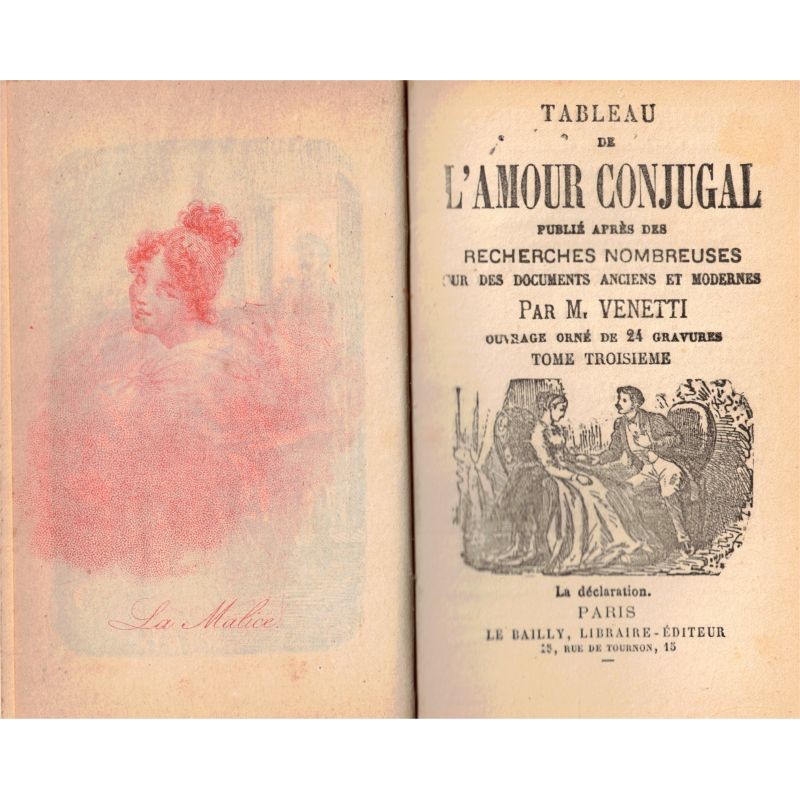 La Malice.
TABLEAU
DE
L'AMOUR CONJUGAL
PUBLIÉ APRÈS DES
RECHERCHES NOMBREUSES
SUR DES DOCUMENTS ANCIENS ET MODERNES
PAR M. VENETTI
OUVRAGE ORNÉ DE 24 GRAVURES
TOME TROISIEME
La déclaration.
PARIS
LE BAILLY, LIBRAIRE-ÉDITEUR
15, RUE DE TOURNON, 15